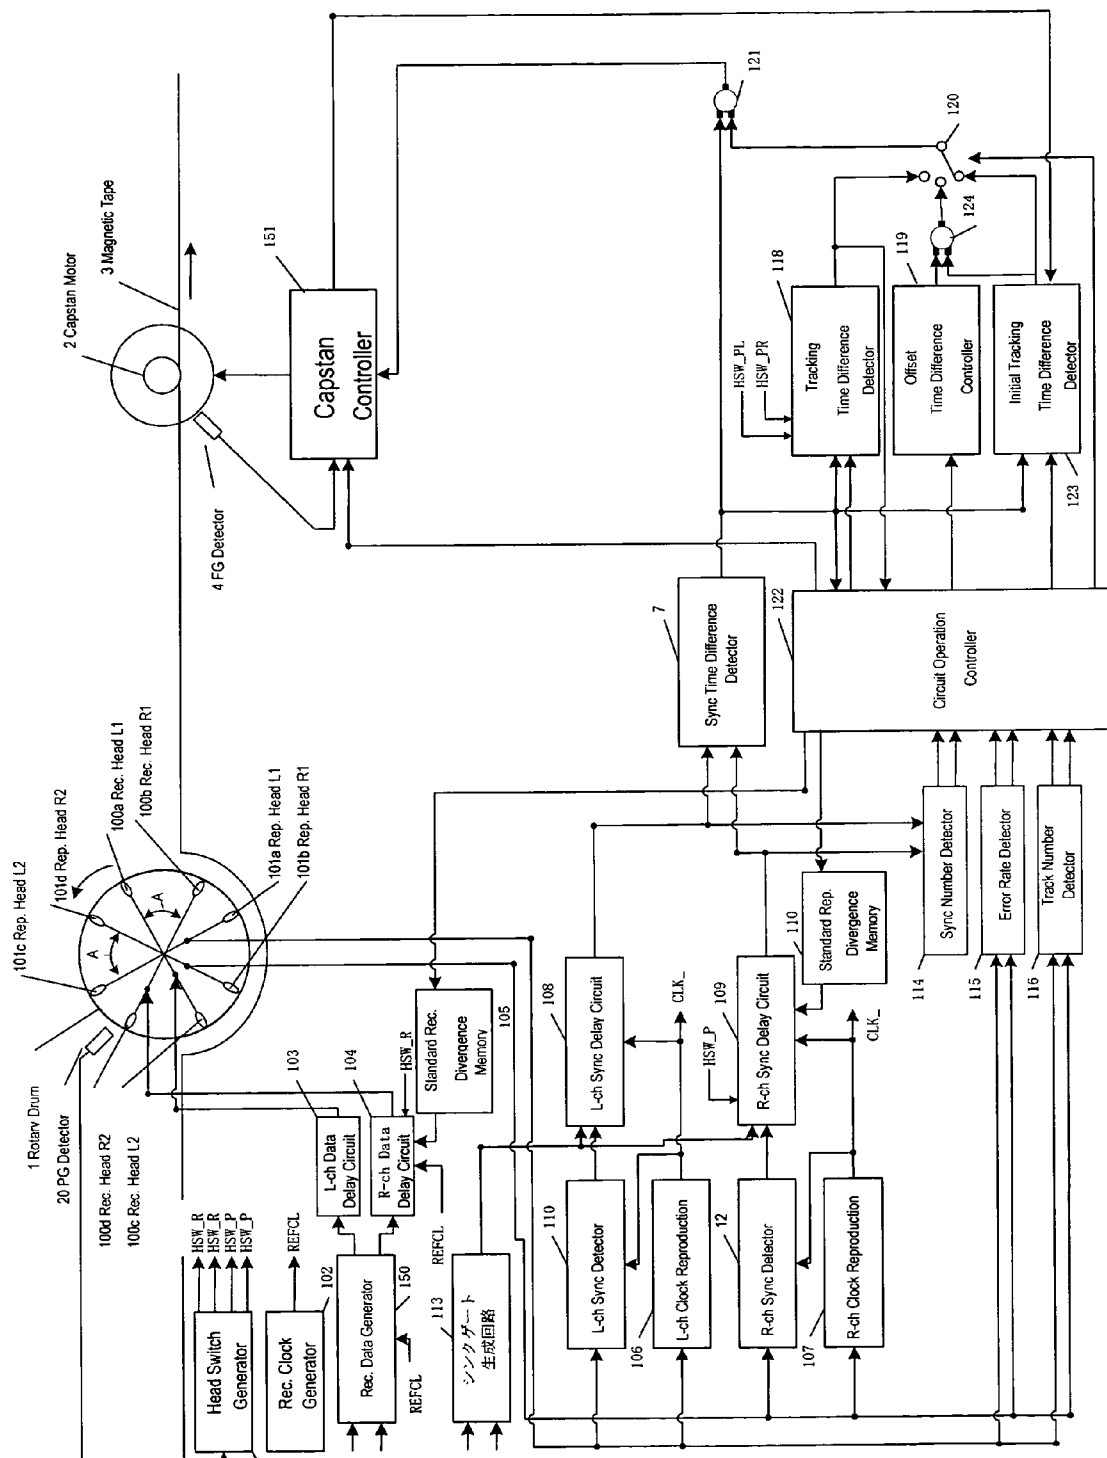 1 Rotary Drum
20 PG Detector
100d Rec. Head R2
100c Rec. Head L2
101c Rep. Head L2
101d Rep. Head R2
100a Rec. Head L1
100b Rec. Head R1
101a Rep. Head L1
101b Rep. Head R1
A
A
4 FG Detector
2 Capstan Motor
3 Magnetic Tape
151
Capstan
Controller
121
Head Switch
Generator
HSW_R
HSW_R
HSW_P
HSW_P
Rec. Clock
Generator
REFCL
102
Rec. Data Generator
150
REFCL
L-ch Data
Delay Circuit
103
R-ch Data
Delay Circuit
104
HSW_R
REFCL
Standard Rec.
Divergence
Memory
105
シンクゲート
生成回路
113
L-ch Sync Detector
110
L-ch Clock Reproduction
106
R-ch Sync Detector
12
R-ch Clock Reproduction
107
L-ch Sync Delay Circuit
108
CLK_
R-ch Sync Delay Circuit
109
HSW_P
CLK_
Standard Rep.
Divergence
Memory
110
Sync Time Difference
Detector
7
Sync Number Detector
114
Error Rate Detector
115
Track Number
Detector
116
Circuit Operation
Controller
122
Tracking
Time Difference
Detector
118
HSW_PL
HSW_PR
Offset
Time Difference
Controller
119
Initial Tracking
Time Difference
Detector
123
124
120